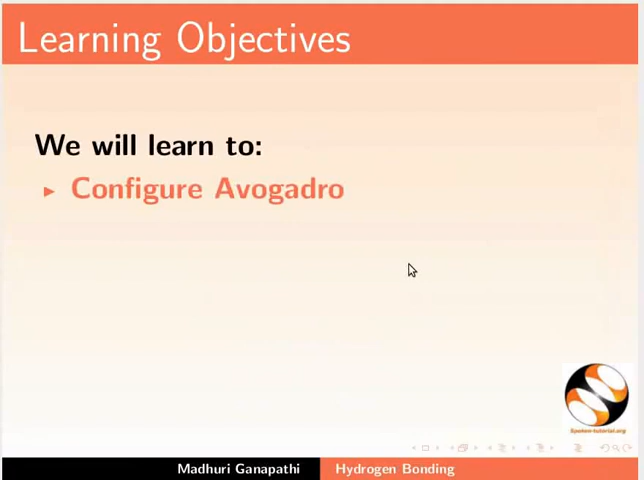 Learning Objectives
We will learn to:
Configure Avogadro
Spoken-tutorial.org
Madhuri Ganapathi
Hydrogen Bonding